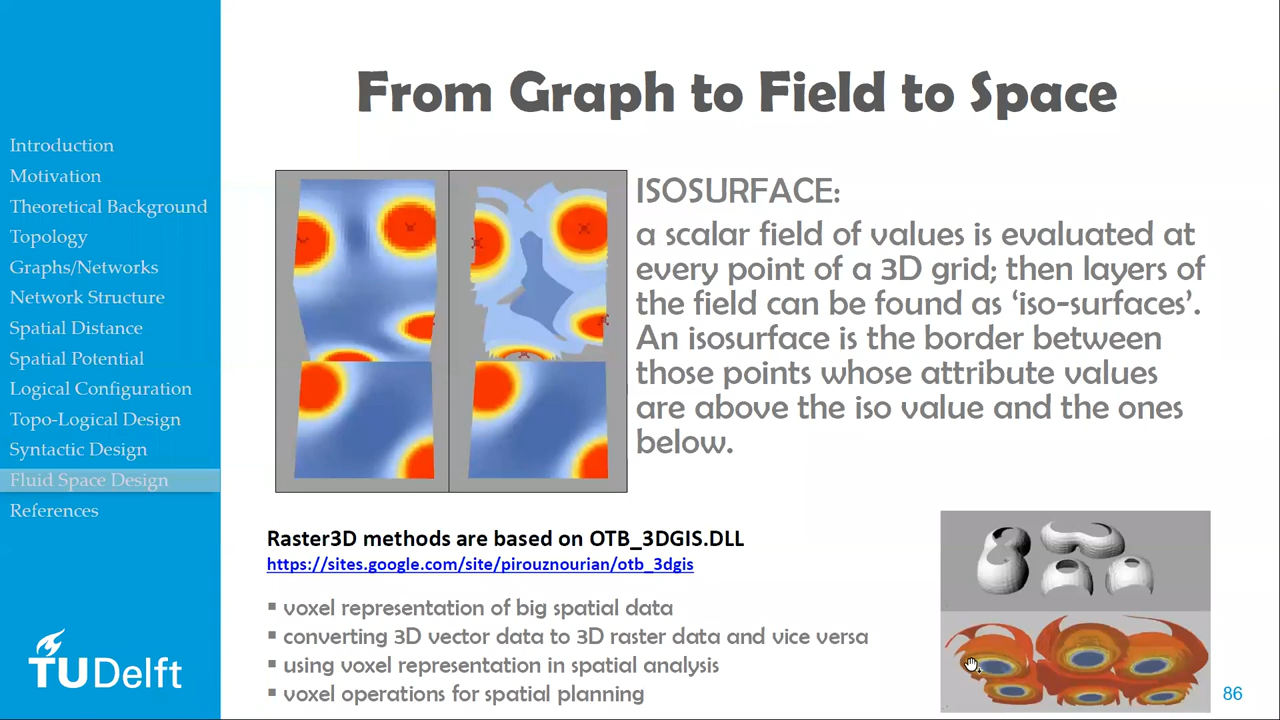 From Graph to Field to Space
Introduction
Motivation
Theoretical Background
Topology
Graphs/Networks
Network Structure
Spatial Distance
Spatial Potential
Logical Configuration
Topo-Logical Design
Syntactic Design
Fluid Space Design
References
ISOSURFACE:
a scalar field of values is evaluated at
every point of a 3D grid; then layers of
the field can be found as ‘iso-surfaces’.
An isosurface is the border between
those points whose attribute values
are above the iso value and the ones
below.
Raster3D methods are based on OTB_3DGIS.DLL
https://sites.google.com/site/pirouznourian/otb_3dgis
▪ voxel representation of big spatial data
▪ converting 3D vector data to 3D raster data and vice versa
▪ using voxel representation in spatial analysis
▪ voxel operations for spatial planning
TUDelft
86